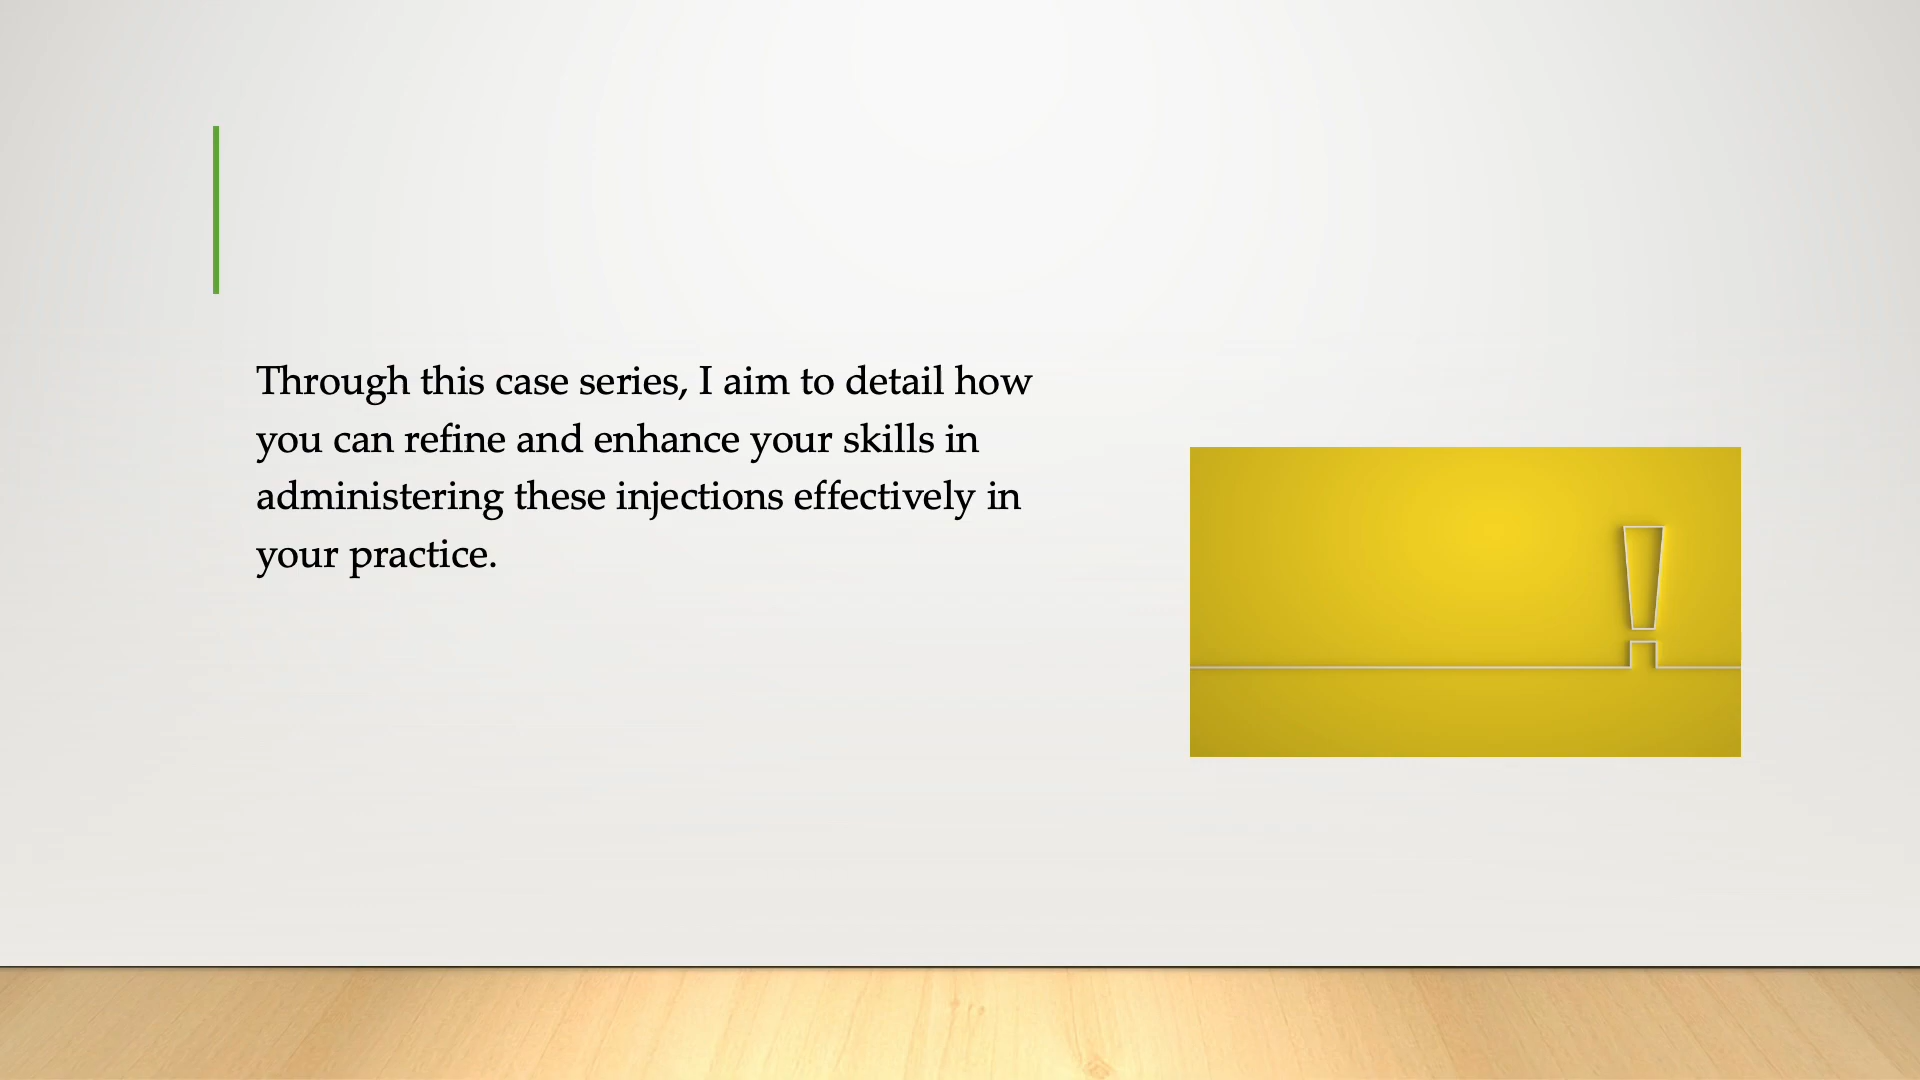 Through this case series, I aim to detail how
you can refine and enhance your skills in
administering these injections effectively in
your practice.